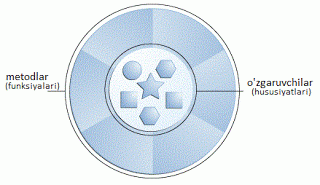 metodlar
(funksiyalari)
o'zgaruvchilar
(hususiyatlari)